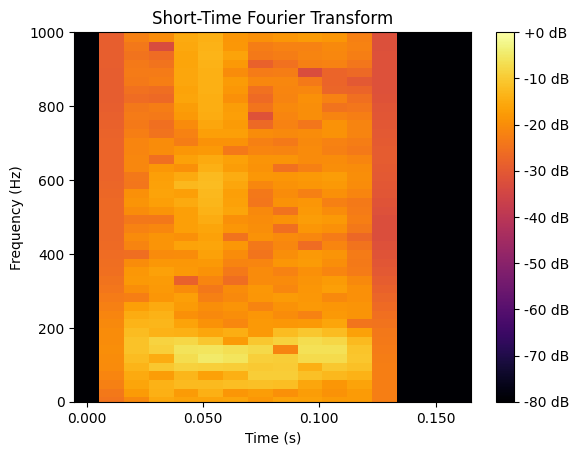 Short-Time Fourier Transform
1000
800
600
400
200
0
Frequency (Hz)
0.000
0.050
0.100
0.150
Time (s)
+0 dB
-10 dB
-20 dB
-30 dB
-40 dB
-50 dB
-60 dB
-70 dB
-80 dB